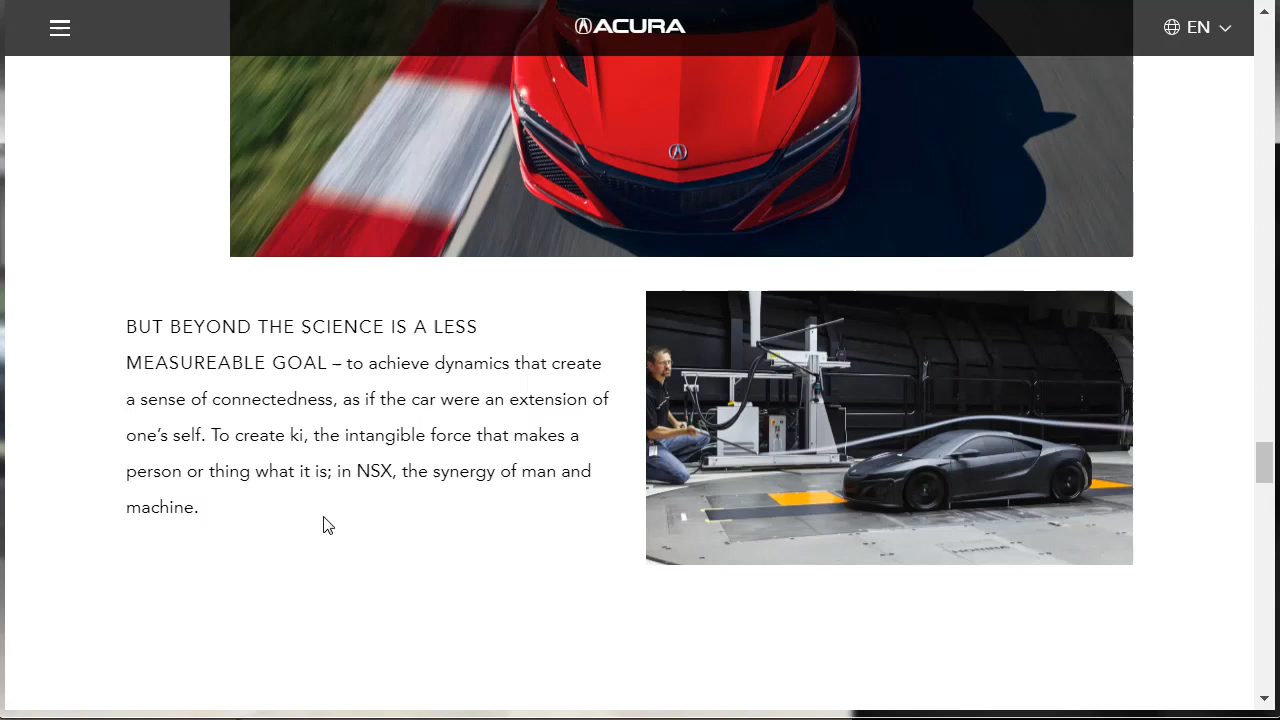 ACURA
EN
BUT BEYOND THE SCIENCE IS A LESS
MEASUREABLE GOAL – to achieve dynamics that create
a sense of connectedness, as if the car were an extension of
one’s self. To create ki, the intangible force that makes a
person or thing what it is; in NSX, the synergy of man and
machine.
HORIBA